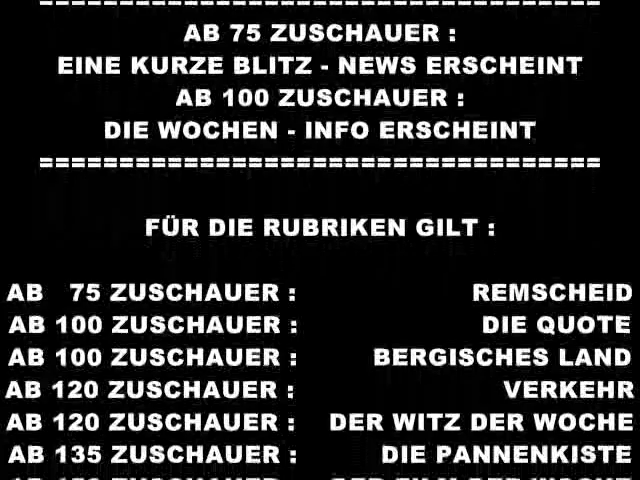 ====================================
AB 75 ZUSCHAUER :
EINE KURZE BLITZ - NEWS ERSCHEINT
AB 100 ZUSCHAUER :
DIE WOCHEN - INFO ERSCHEINT
====================================
FÜR DIE RUBRIKEN GILT :
AB 75 ZUSCHAUER : REMSCHEID
AB 100 ZUSCHAUER : DIE QUOTE
AB 100 ZUSCHAUER : BERGISCHES LAND
AB 120 ZUSCHAUER : VERKEHR
AB 120 ZUSCHAUER : DER WITZ DER WOCHE
AB 135 ZUSCHAUER : DIE PANNENKISTE